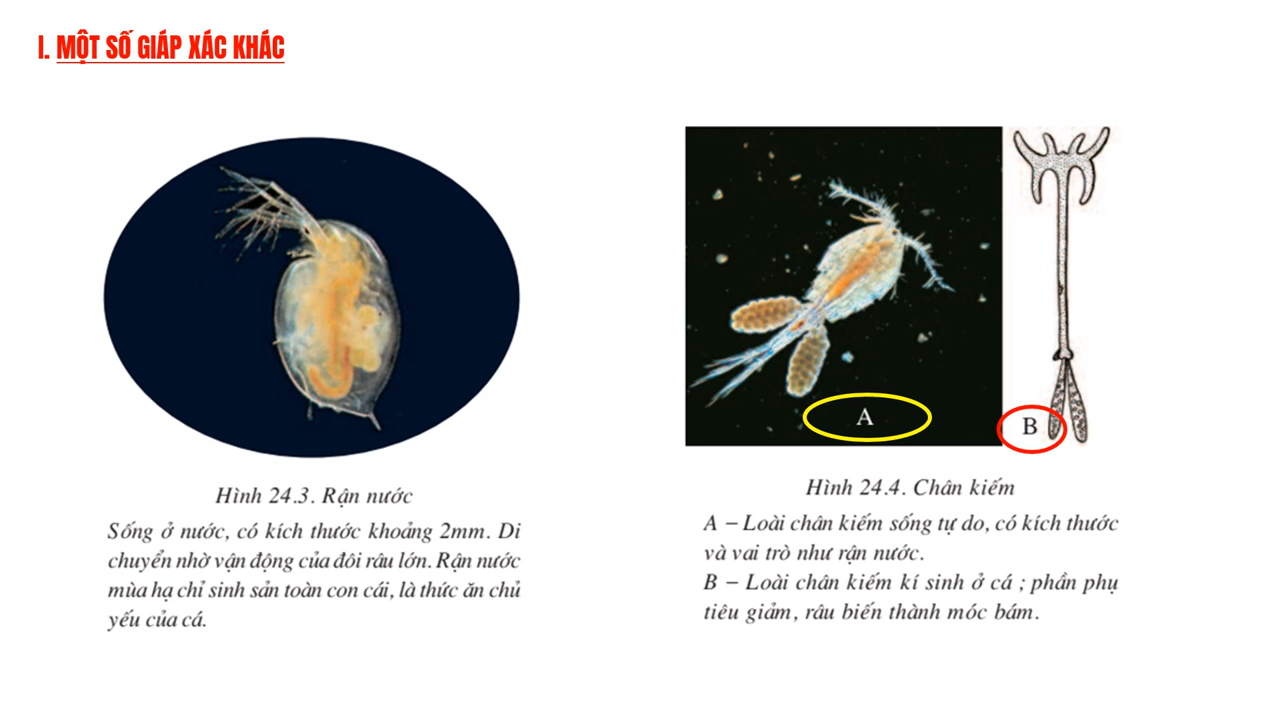 I. MỘT SỐ GIÁP XÁC KHÁC
A
B
Hình 24.3. Rận nước
Sống ở nước, có kích thước khoảng 2mm. Di
chuyển nhờ vận động của đôi râu lớn. Rận nước
mùa hạ chỉ sinh sản toàn con cái, là thức ăn chủ
yếu của cá.
Hình 24.4. Chân kiếm
A – Loài chân kiếm sống tự do, có kích thước
và vai trò như rận nước.
B – Loài chân kiếm kí sinh ở cá ; phần phụ
tiêu giảm, râu biến thành móc bám.